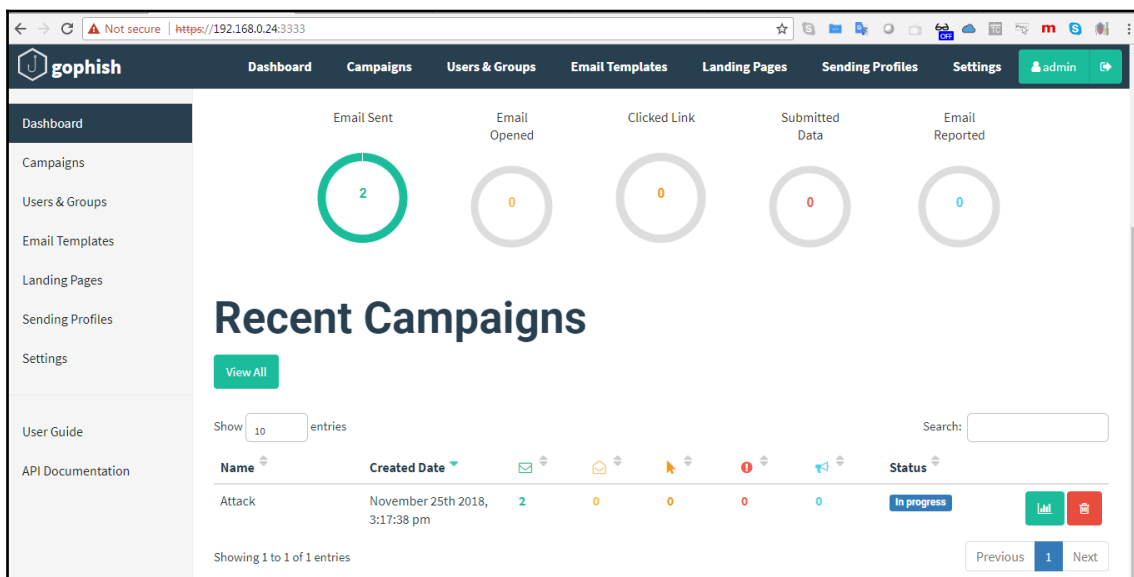 Not secure | https://192.168.0.24:3333
OFF
TC
m
gophish
Dashboard Campaigns Users & Groups Email Templates Landing Pages Sending Profiles Settings admin
Dashboard
Campaigns
Users & Groups
Email Templates
Landing Pages
Sending Profiles
Settings
User Guide
API Documentation
Email Sent Email Opened Clicked Link Submitted Data Email Reported
2 0 0 0 0
Recent Campaigns
View All
Show 10 entries Search:
Name Created Date Status
Attack November 25th 2018, 2 0 0 0 0 In progress
3:17:38 pm
Showing 1 to 1 of 1 entries Previous 1 Next